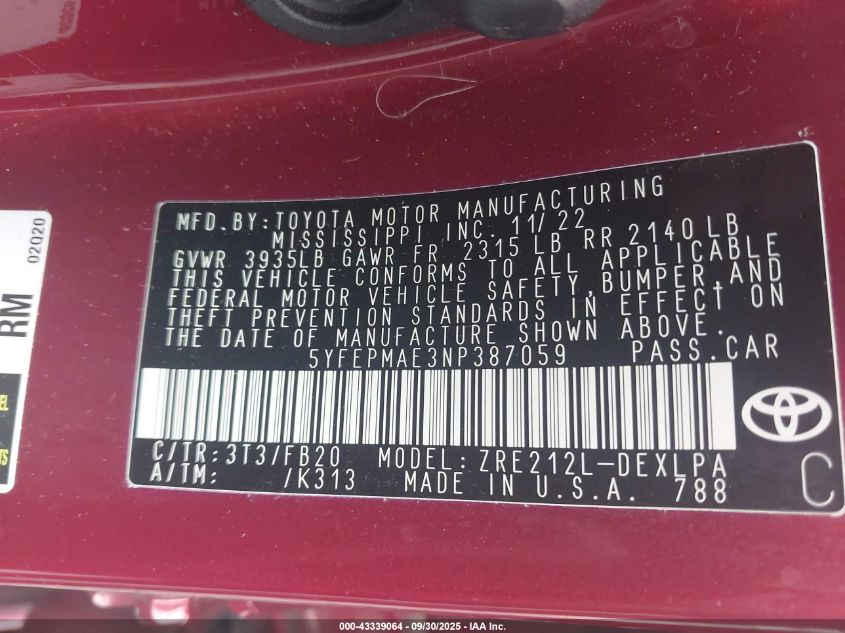 MFD.BY:TOYOTA MOTOR MANUFACTURING
MISSISSIPPI INC. 11/22
GVWR 3935LB GAWR FR 2315 LB RR 2140LB
THIS VEHICLE CONFORMS TO ALL APPLICABLE
FEDERAL MOTOR VEHICLE SAFETY,BUMPER,AND
THEFT PREVENTION STANDARDS IN EFFECT ON
THE DATE OF MANUFACTURE SHOWN ABOVE.
5YFEPMAE3NP387059 PASS.CAR
C/TR:3T3/FB20 MODEL:ZRE212L-DEXLPA
A/TM: /K313 MADE IN U.S.A. 788
C
02Q20
RM
000-43339064 - 09/30/2025 - IAA Inc.